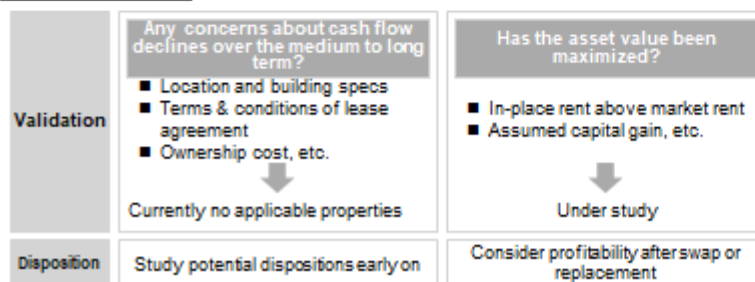 Any concerns about cash flow
declines over the medium to long
term?
Has the asset value been
maximized?
Validation
■ Location and building specs
■ Terms & conditions of lease
agreement
■ Ownership cost, etc.
■ In-place rent above market rent
■ Assumed capital gain, etc.
Currently no applicable properties
Under study
Disposition
Study potential dispositions early on
Consider profitability after swap or
replacement